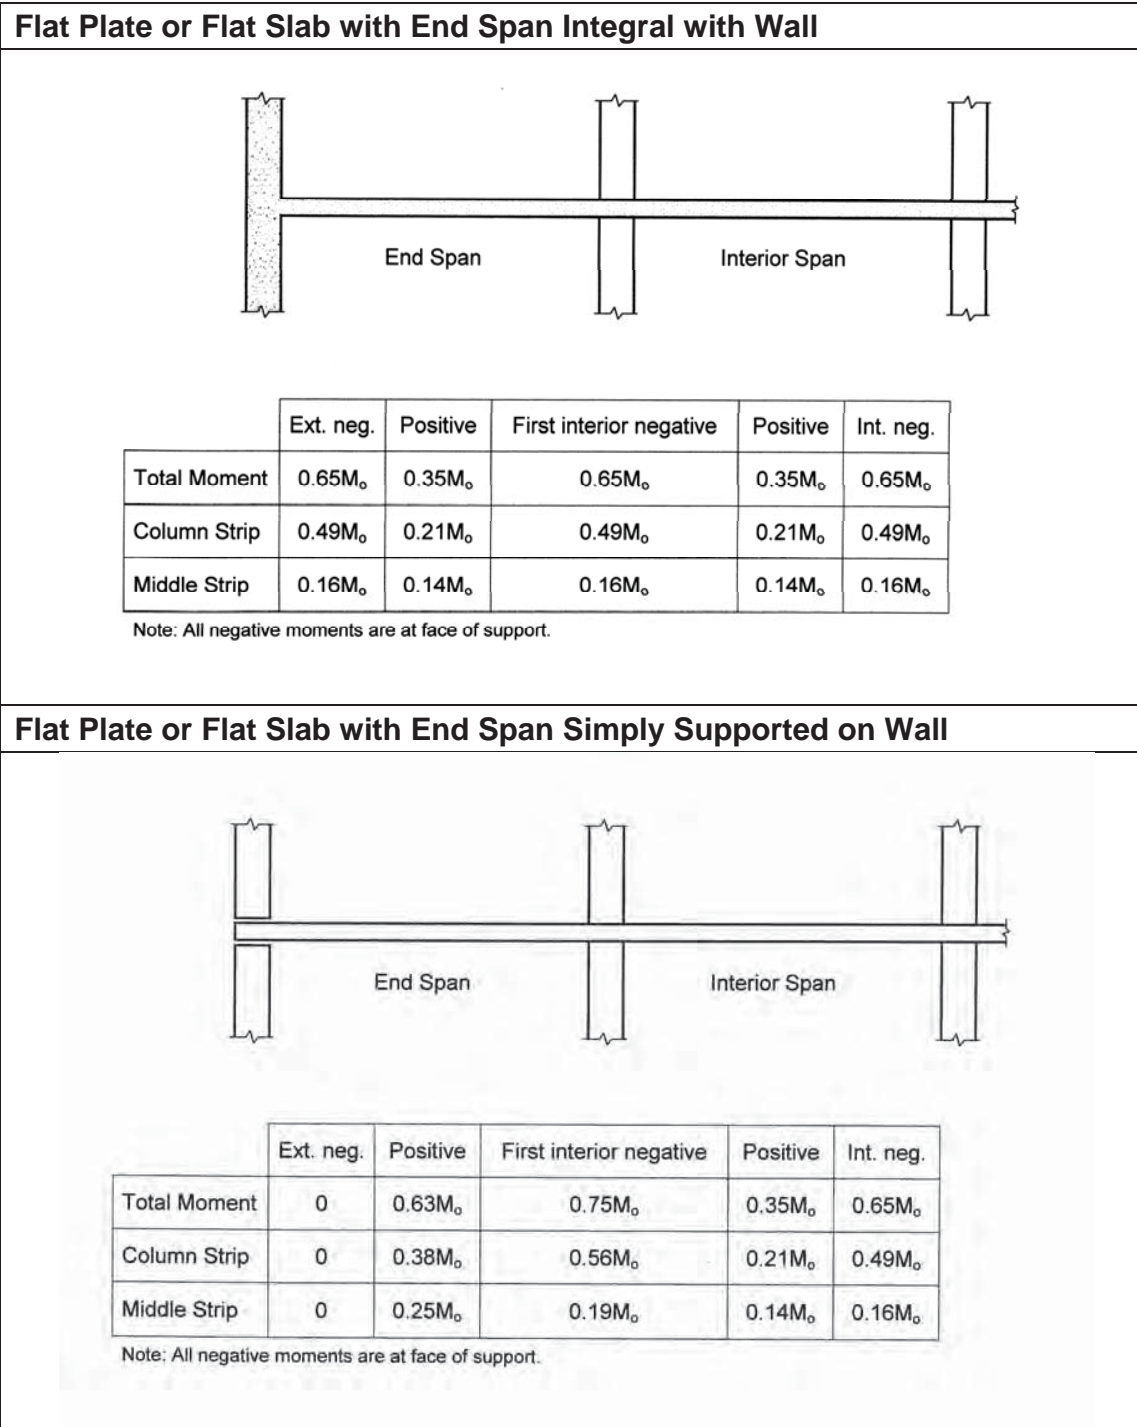 Flat Plate or Flat Slab with End Span Integral with Wall
End Span Interior Span
Ext. neg. Positive First interior negative Positive Int. neg.
Total Moment 0.65Mₒ 0.35Mₒ 0.65Mₒ 0.35Mₒ 0.65Mₒ
Column Strip 0.49Mₒ 0.21Mₒ 0.49Mₒ 0.21Mₒ 0.49Mₒ
Middle Strip 0.16Mₒ 0.14Mₒ 0.16Mₒ 0.14Mₒ 0.16Mₒ
Note: All negative moments are at face of support.
Flat Plate or Flat Slab with End Span Simply Supported on Wall
End Span Interior Span
Ext. neg. Positive First interior negative Positive Int. neg.
Total Moment 0 0.63Mₒ 0.75Mₒ 0.35Mₒ 0.65Mₒ
Column Strip 0 0.38Mₒ 0.56Mₒ 0.21Mₒ 0.49Mₒ
Middle Strip 0 0.25Mₒ 0.19Mₒ 0.14Mₒ 0.16Mₒ
Note: All negative moments are at face of support.